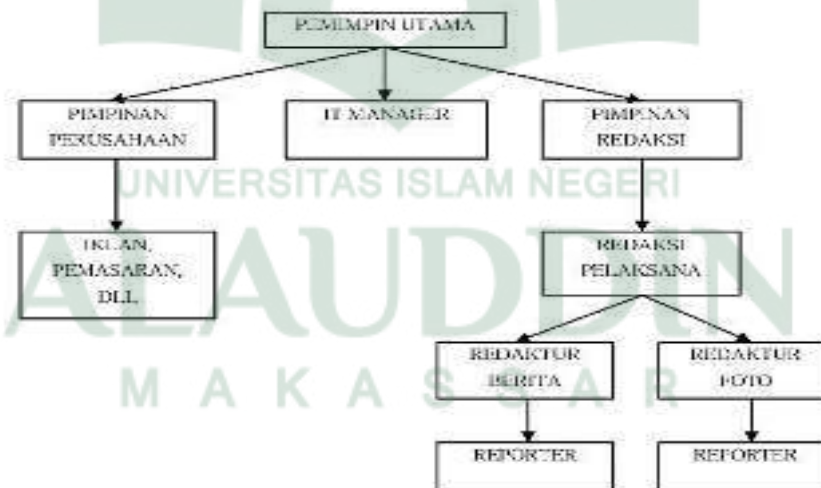 PEMIMPIN UTAMA
PIMPINAN
PERUSAHAAN
IT MANAGER
PIMPINAN
REDAKSI
UNIVERSITAS ISLAM NEGERI
IKLAN,
PEMASARAN,
DLL
REDAKSI
PELAKSANA
ALAUDDIN
REDAKTUR
BERITA
REDAKTUR
FOTO
MAKASSAR
REPORTER
REPORTER